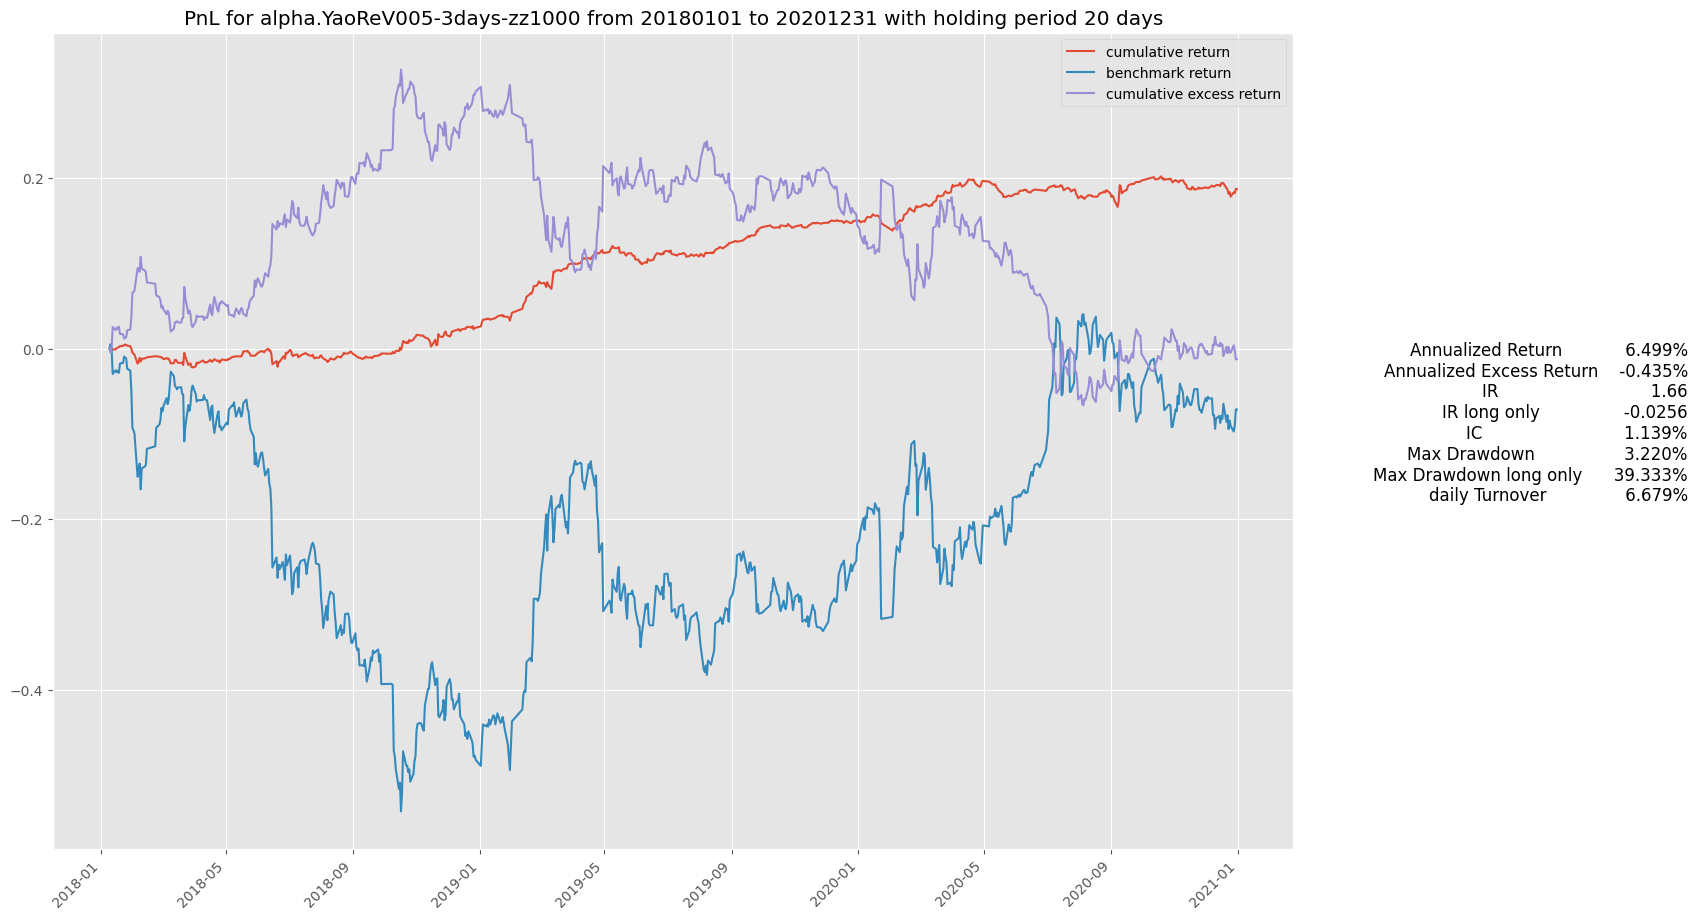 PnL for alpha.YaoReV005-3days-zz1000 from 20180101 to 20201231 with holding period 20 days
cumulative return
benchmark return
cumulative excess return
0.2
0.0
−0.2
−0.4
2018-01
2018-05
2018-09
2019-01
2019-05
2019-09
2020-01
2020-05
2020-09
2021-01
Annualized Return 6.499%
Annualized Excess Return -0.435%
IR 1.66
IR long only -0.0256
IC 1.139%
Max Drawdown 3.220%
Max Drawdown long only 39.333%
daily Turnover 6.679%